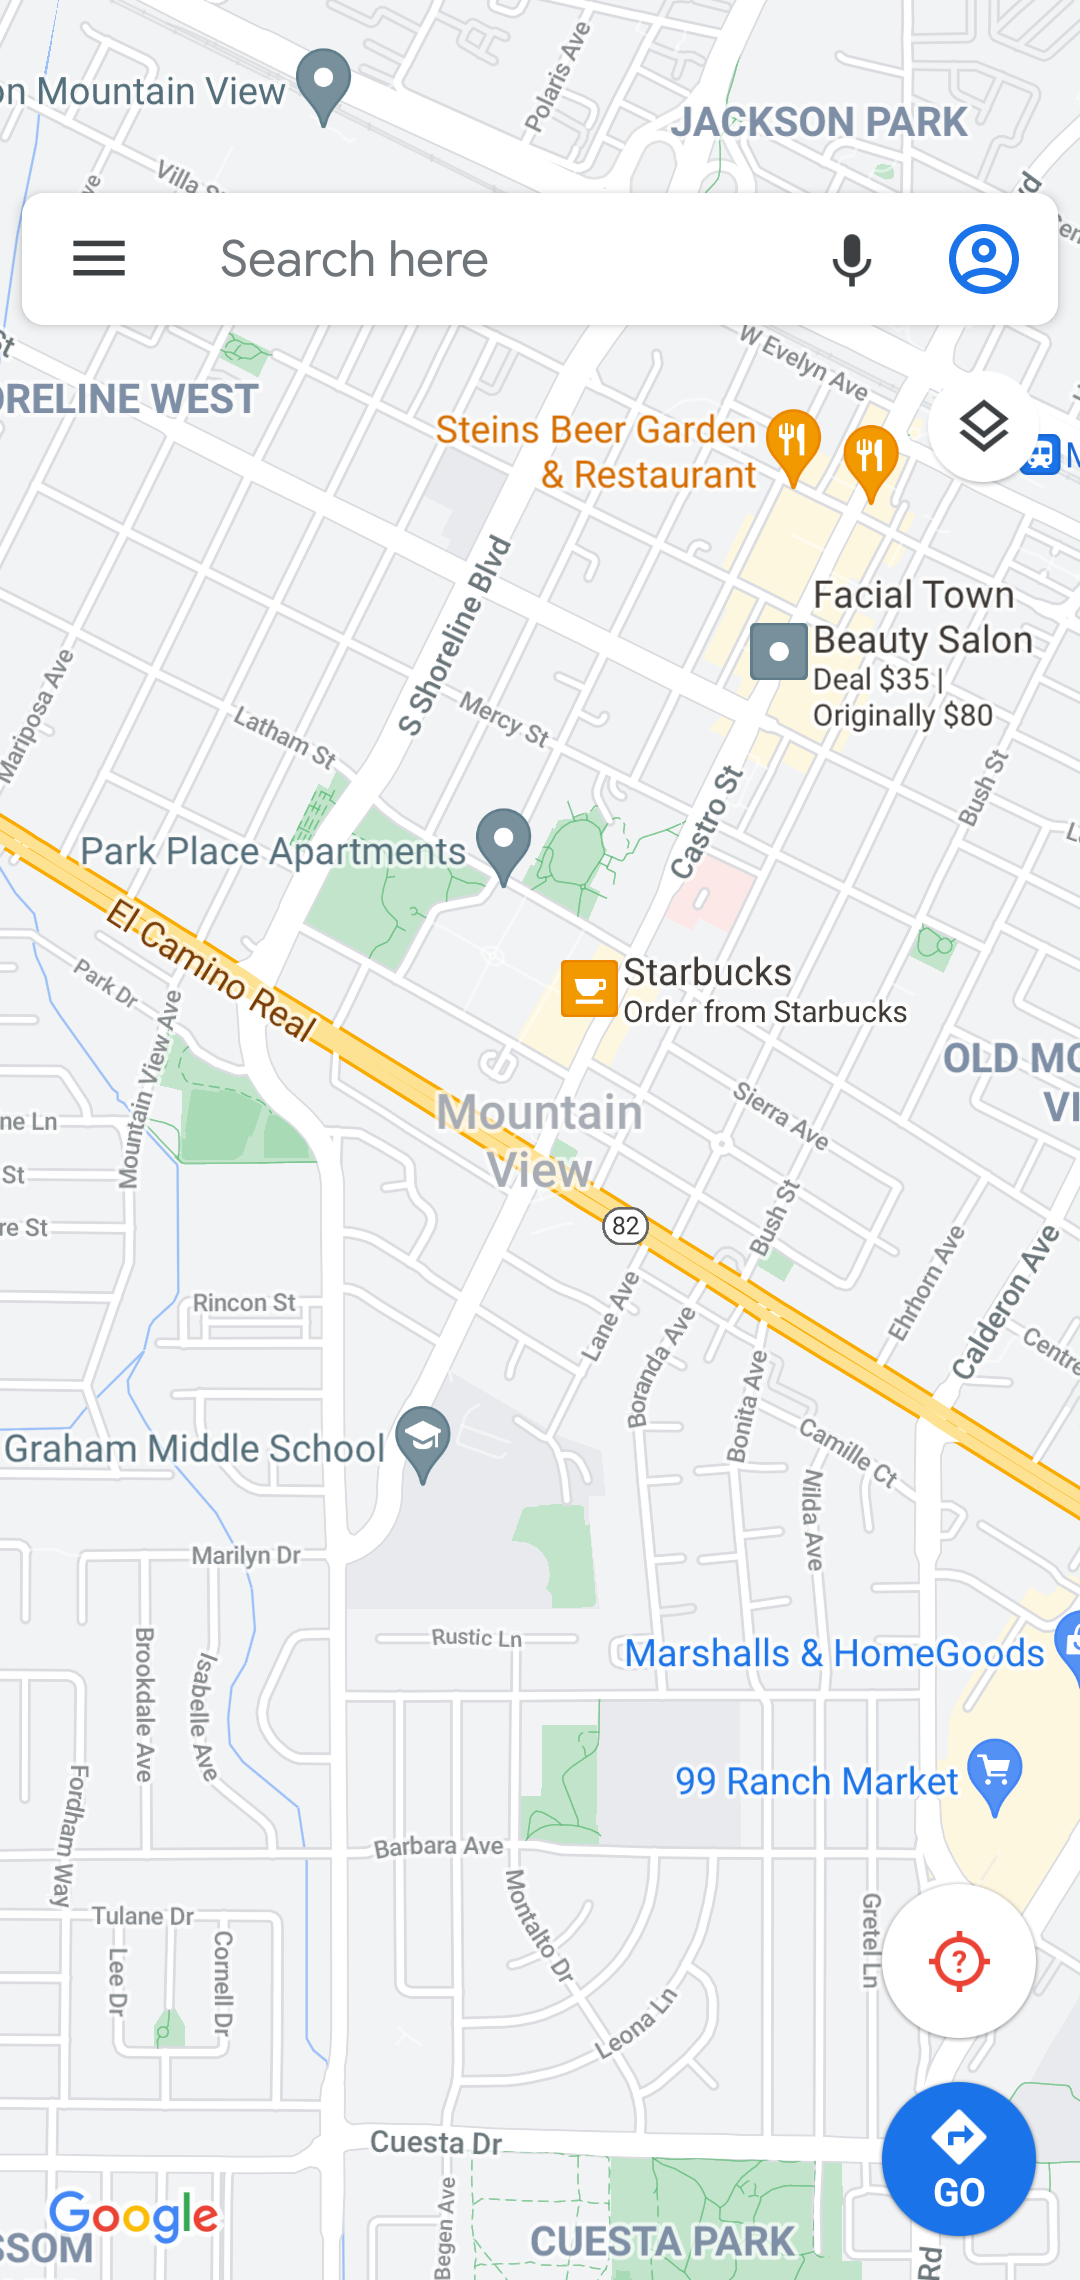 on Mountain View
Polaris Ave
JACKSON PARK
Villa S
ve
vd
Search here
en
St
W Evelyn Ave
ORELINE WEST
Steins Beer Garden
& Restaurant
M
S Shoreline Blvd
Facial Town
Beauty Salon
Deal $35 |
Originally $80
Mariposa Ave
Latham St
Mercy St
Castro St
Bush St
Park Place Apartments
El Camino Real
Park Dr
Mountain View Ave
Starbucks
Order from Starbucks
OLD MO
VI
ne Ln
Mountain
View
Sierra Ave
St
re St
82
Bush St
Lane Ave
Boranda Ave
Ehrhorn Ave
Calderon Ave
Rincon St
Centre
Bonita Ave
Camille Ct
Graham Middle School
Nilda Ave
Marilyn Dr
Rustic Ln
Marshalls & HomeGoods
Brookdale Ave
Isabelle Ave
99 Ranch Market
Fordham Way
Barbara Ave
Montalto Dr
Gretel Ln
Tulane Dr
Lee Dr
Cornell Dr
Leona Ln
?
Cuesta Dr
GO
Google
SSOM
Begen Ave
CUESTA PARK
Rd